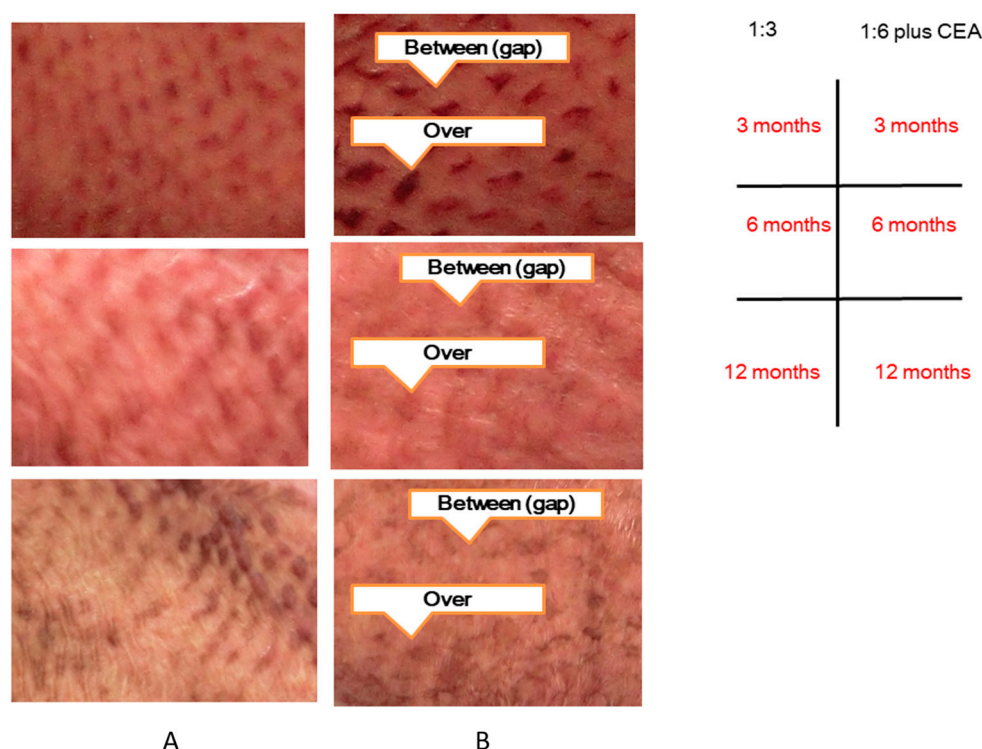 Between (gap)
Over
Between (gap)
Over
Between (gap)
Over
A
B
1:3
1:6 plus CEA
3 months
3 months
6 months
6 months
12 months
12 months